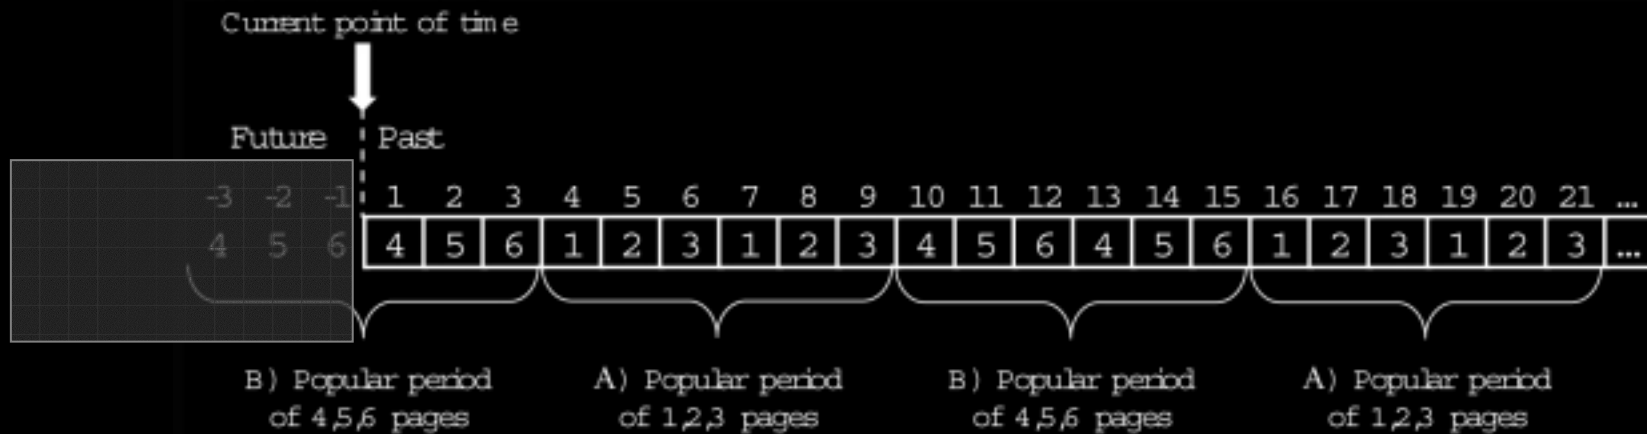 Current point of time
Future Past
-3 -2 -1 1 2 3 4 5 6 7 8 9 10 11 12 13 14 15 16 17 18 19 20 21 ...
4 5 6 4 5 6 1 2 3 1 2 3 4 5 6 4 5 6 1 2 3 1 2 3 ...
B) Popular period
of 4,5,6 pages
A) Popular period
of 1,2,3 pages
B) Popular period
of 4,5,6 pages
A) Popular period
of 1,2,3 pages